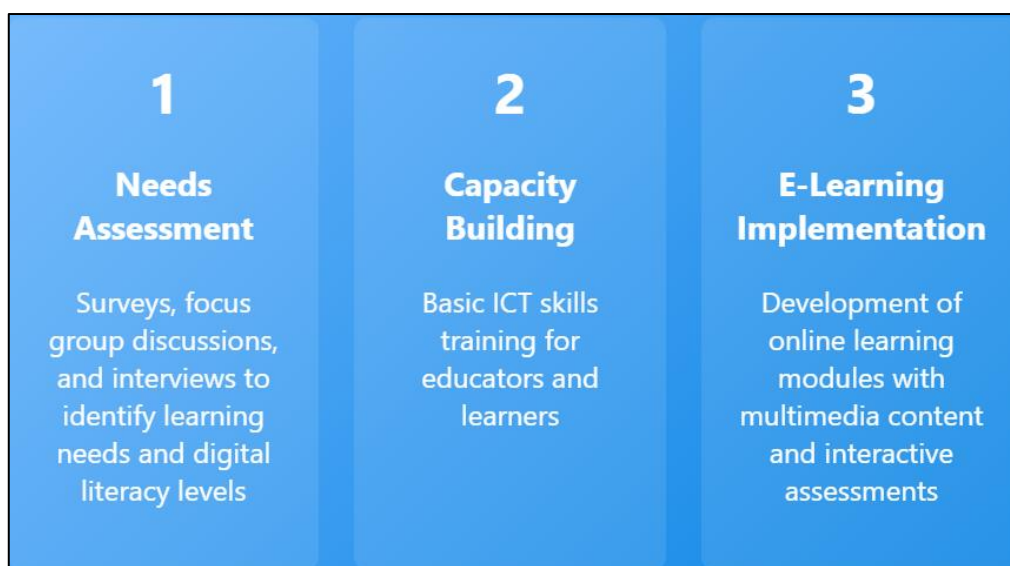 1
Needs
Assessment
Surveys, focus
group discussions,
and interviews to
identify learning
needs and digital
literacy levels
2
Capacity
Building
Basic ICT skills
training for
educators and
learners
3
E-Learning
Implementation
Development of
online learning
modules with
multimedia content
and interactive
assessments